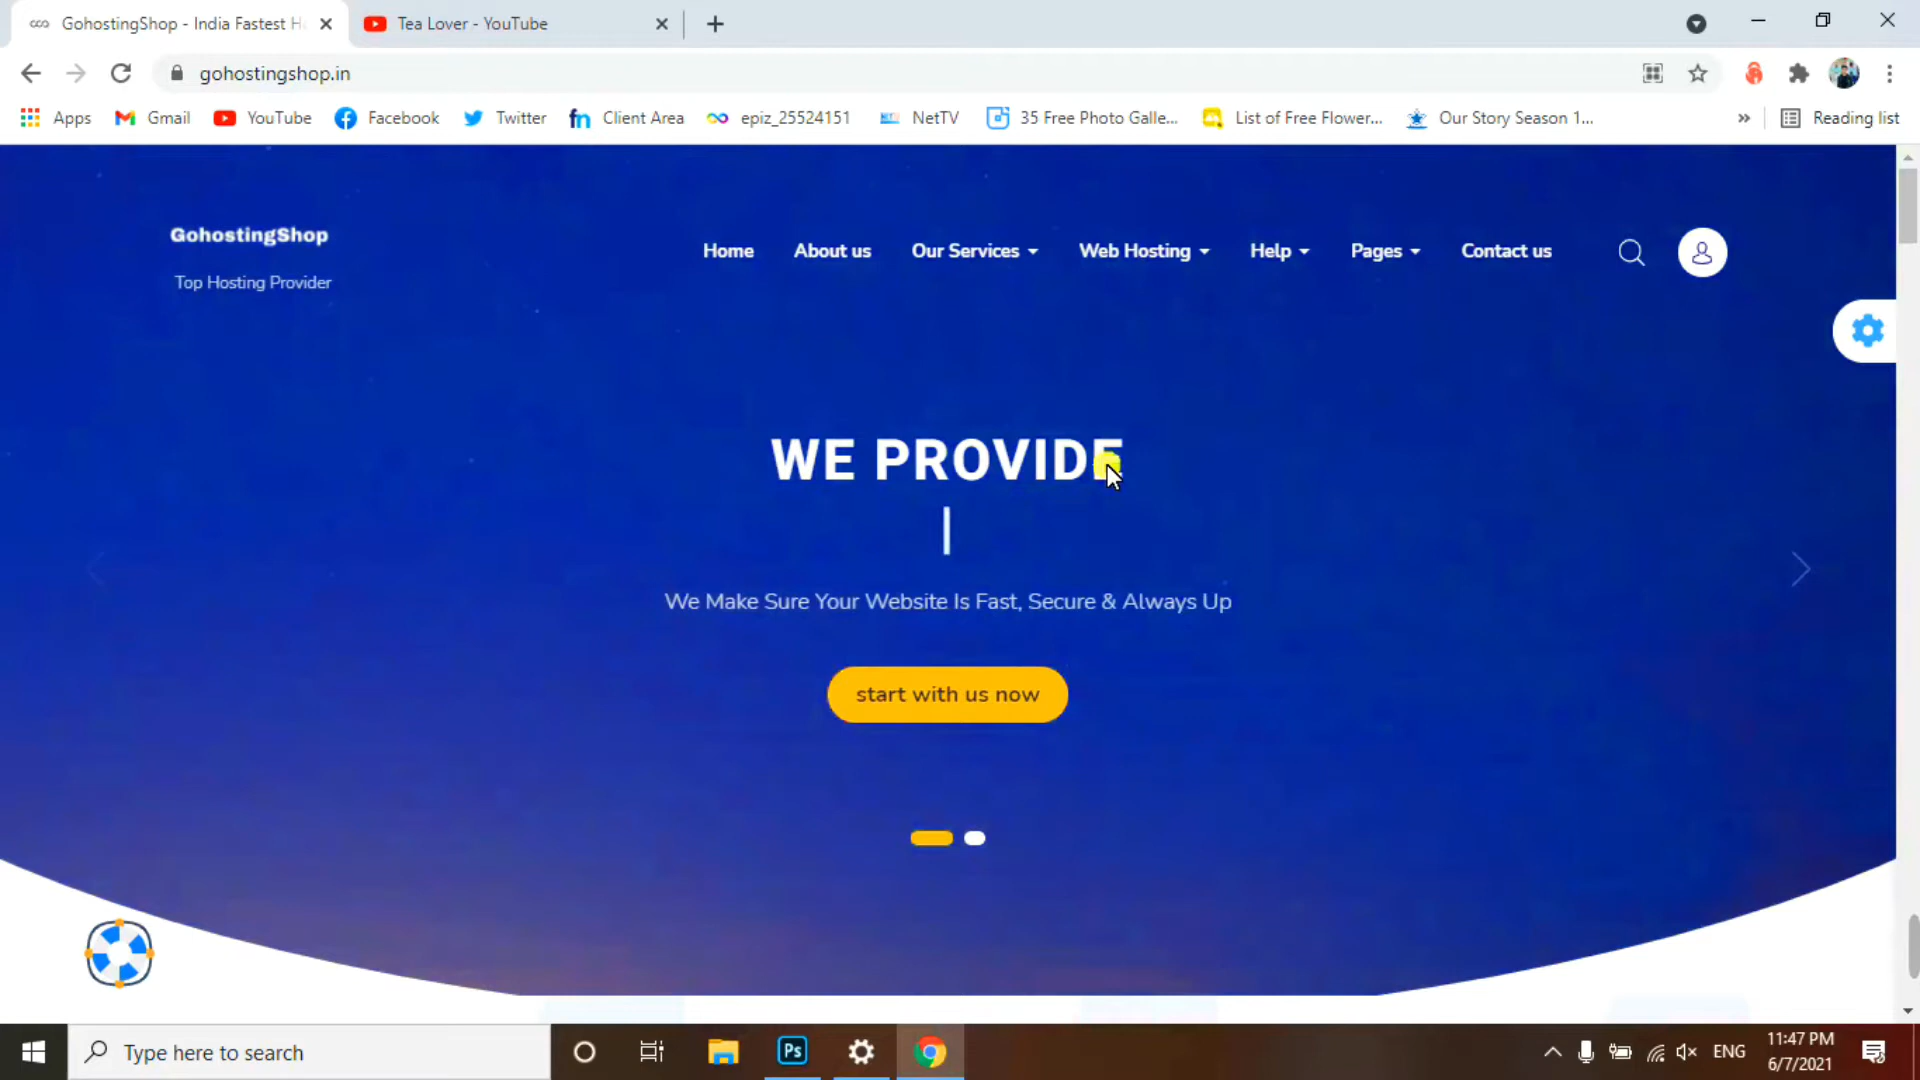 GohostingShop - India Fastest H
Tea Lover - YouTube
gohostingshop.in
Apps
Gmail
YouTube
Facebook
Twitter
fn
Client Area
epiz_25524151
NetTV
35 Free Photo Galle...
List of Free Flower...
Our Story Season 1...
»
Reading list
GohostingShop
Top Hosting Provider
Home
About us
Our Services
Web Hosting
Help
Pages
Contact us
WE PROVIDE
We Make Sure Your Website Is Fast, Secure & Always Up
start with us now
Type here to search
Ps
ENG
11:47 PM
6/7/2021